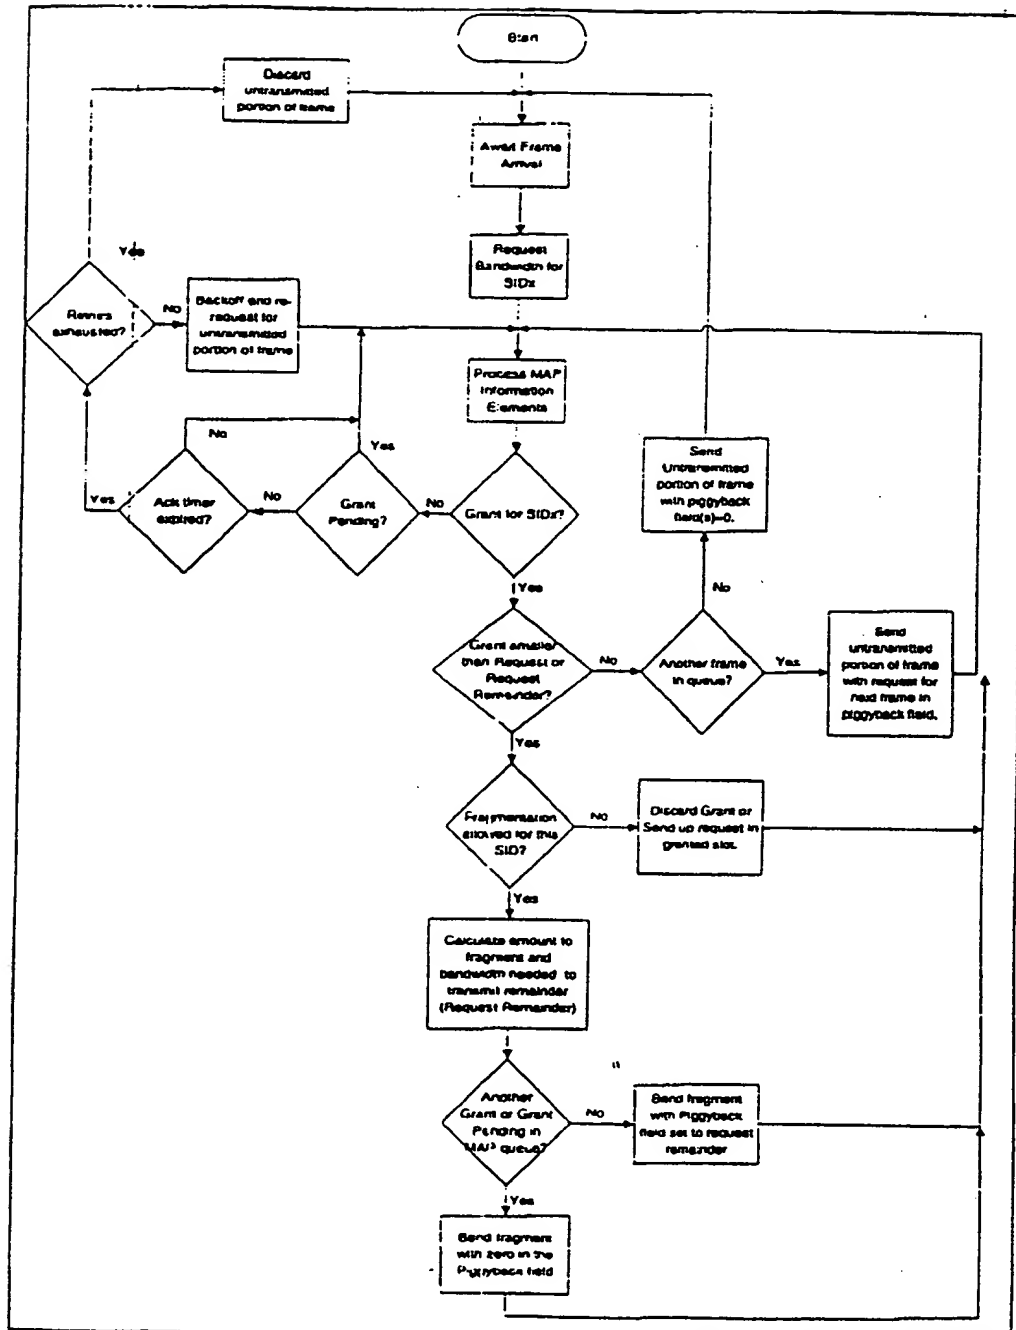 Start
Discard
untransmitted
portion of frame
Await Frame
Arrival
Request
Bandwidth for
SIDx
Yes
Retries
exhausted?
No
Backoff and re-
request for
untransmitted
portion of frame
Process MAP
Information
Elements
No
Yes
Send
Untransmitted
portion of frame
with piggyback
field(s)=0.
Yes
Ack timer
expired?
No
Grant
Pending?
No
Grant for SIDx?
Yes
No
Grant smaller
then Request or
Request
Remainder?
No
Another frame
in queue?
Yes
Send
untransmitted
portion of frame
with request for
next frame in
piggyback field.
Yes
Fragmentation
allowed for this
SID?
No
Discard Grant or
Send up request in
granted slot.
Yes
Calculate amount to
fragment and
bandwidth needed to
transmit remainder
(Request Remainder)
Another
Grant or Grant
Pending in
MAP queue?
No
Send fragment
with Piggyback
field set to request
remainder
Yes
Send fragment
with zero in the
Piggyback field